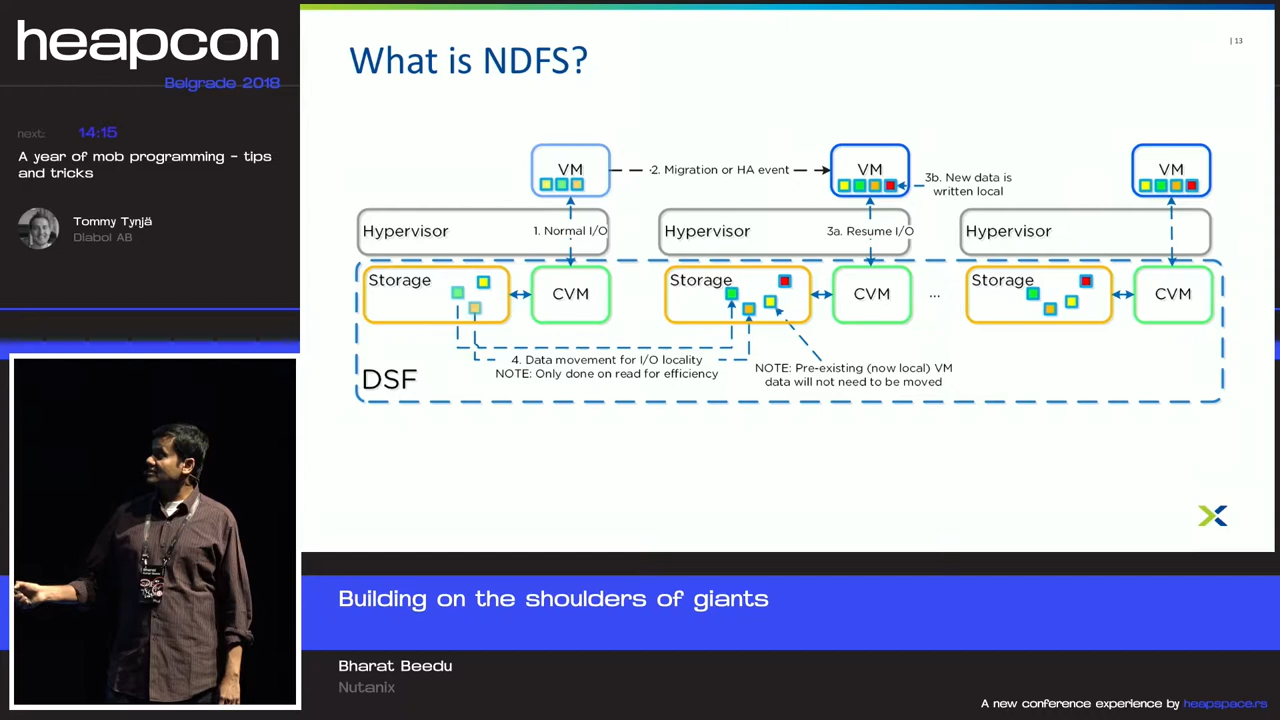 heapcon
Belgrade 2018
next: 14:15
A year of mob programming - tips
and tricks
Tommy Tynjä
Diabol AB
| 13
What is NDFS?
VM
2. Migration or HA event
VM
3b. New data is
written local
VM
Hypervisor
1. Normal I/O
Hypervisor
3a. Resume I/O
Hypervisor
Storage
CVM
Storage
CVM
...
Storage
CVM
4. Data movement for I/O locality
NOTE: Only done on read for efficiency
NOTE: Pre-existing (now local) VM
data will not need to be moved
DSF
Building on the shoulders of giants
Bharat Beedu
Nutanix
A new conference experience by heapspace.rs